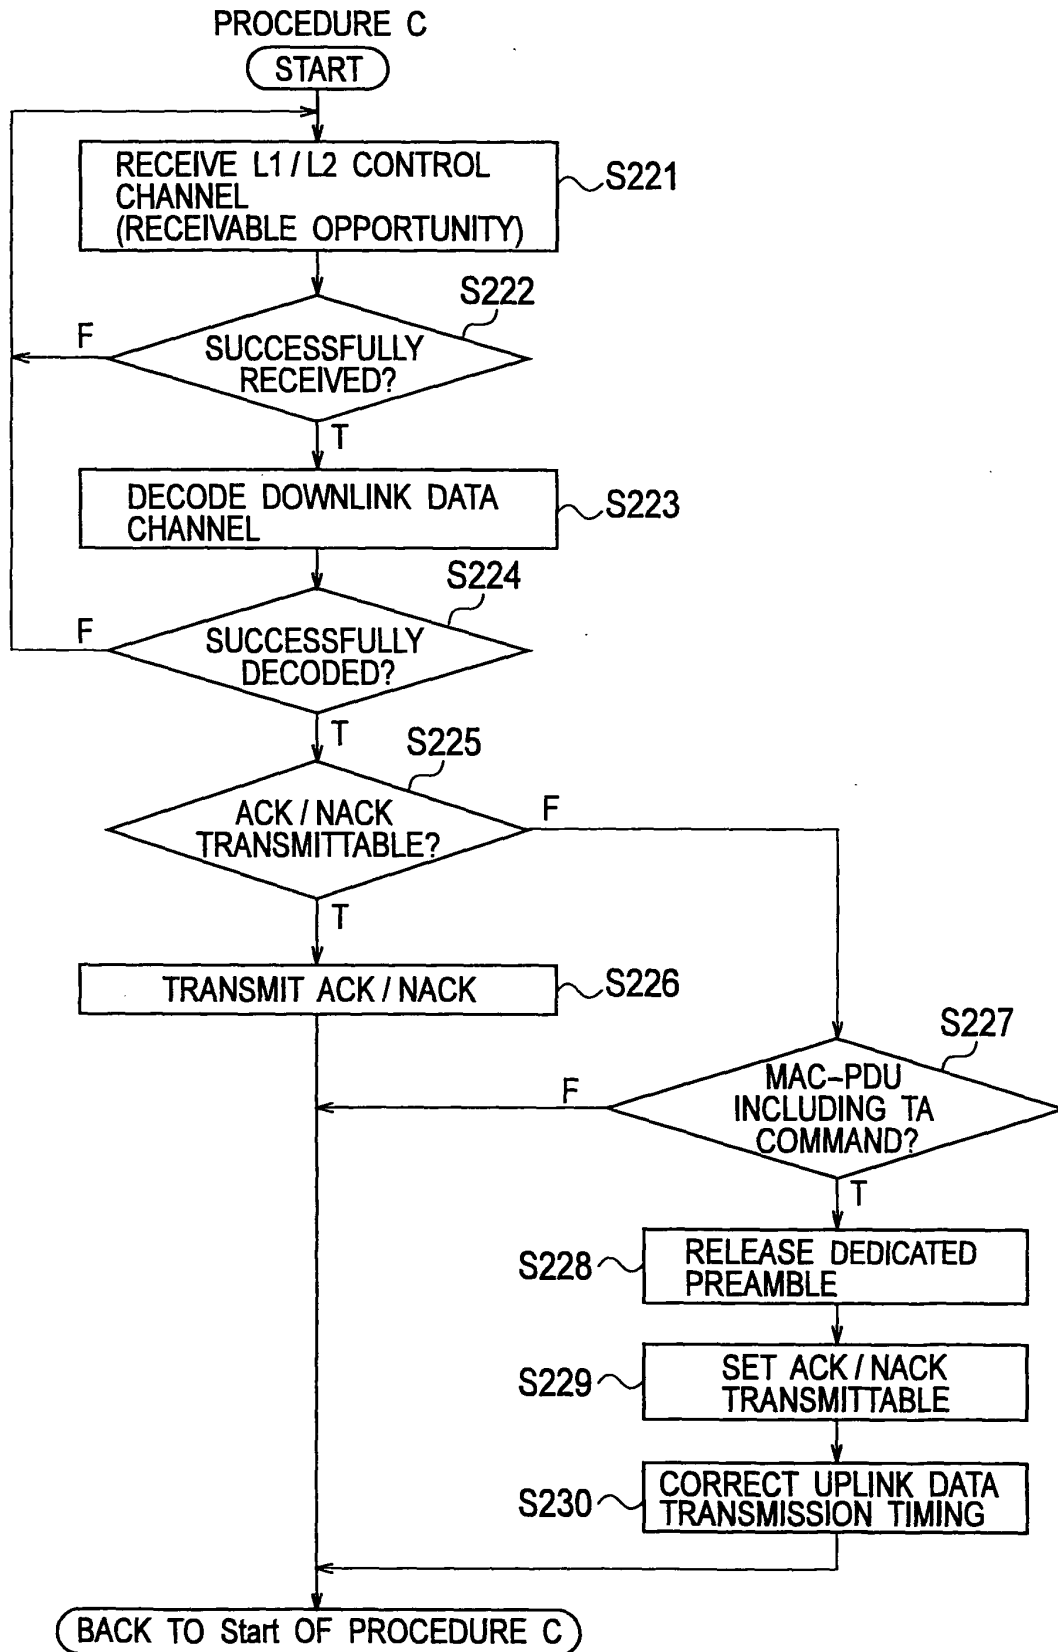 PROCEDURE C
START
RECEIVE L1 / L2 CONTROL
CHANNEL
(RECEIVABLE OPPORTUNITY)
S221
S222
F
SUCCESSFULLY
RECEIVED?
T
DECODE DOWNLINK DATA
CHANNEL
S223
S224
F
SUCCESSFULLY
DECODED?
T
S225
ACK / NACK
TRANSMITTABLE?
F
T
TRANSMIT ACK / NACK
S226
S227
MAC-PDU
INCLUDING TA
COMMAND?
F
T
S228
RELEASE DEDICATED
PREAMBLE
S229
SET ACK / NACK
TRANSMITTABLE
S230
CORRECT UPLINK DATA
TRANSMISSION TIMING
BACK TO Start OF PROCEDURE C